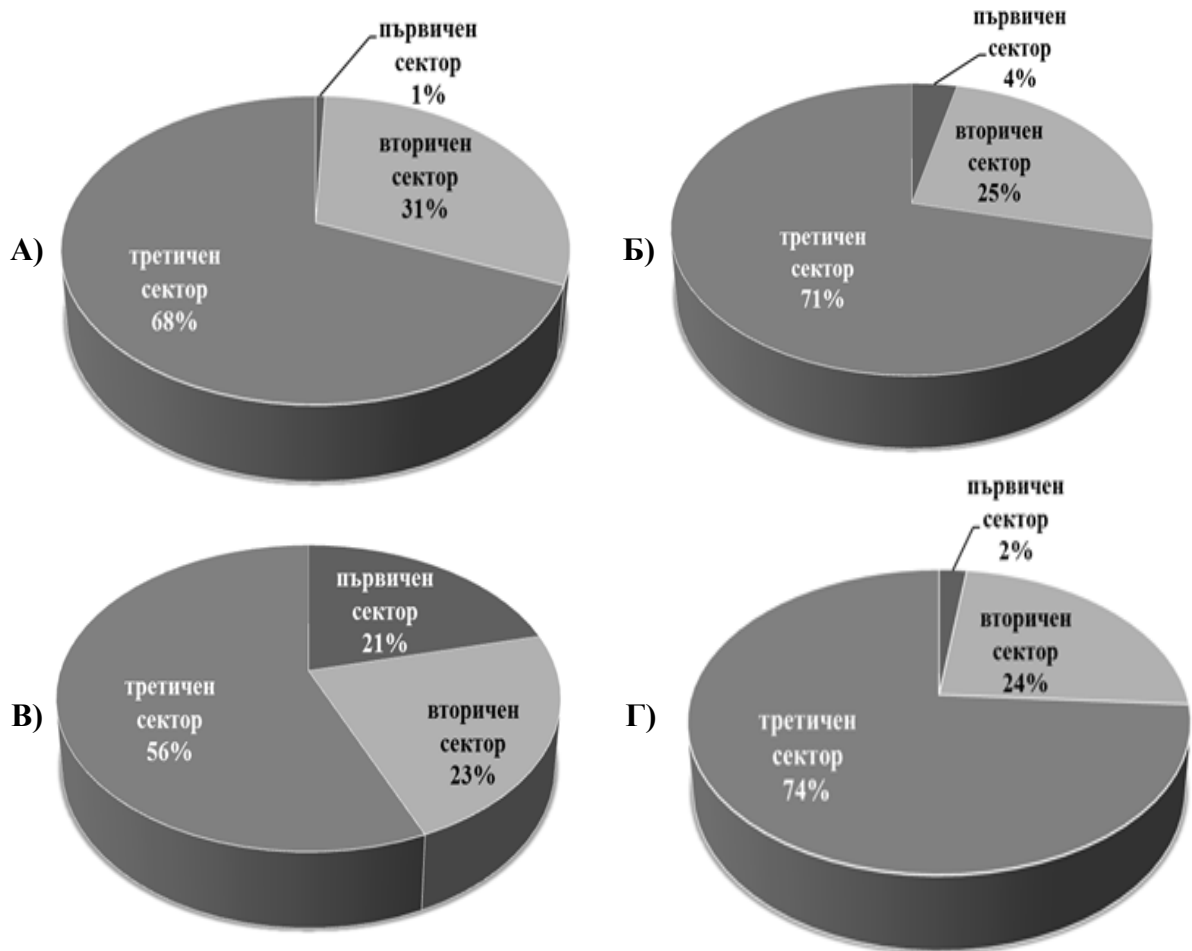 А)
първичен
сектор
1%
вторичен
сектор
31%
третичен
сектор
68%
Б)
първичен
сектор
4%
вторичен
сектор
25%
третичен
сектор
71%
В)
първичен
сектор
21%
вторичен
сектор
23%
третичен
сектор
56%
Г)
първичен
сектор
2%
вторичен
сектор
24%
третичен
сектор
74%